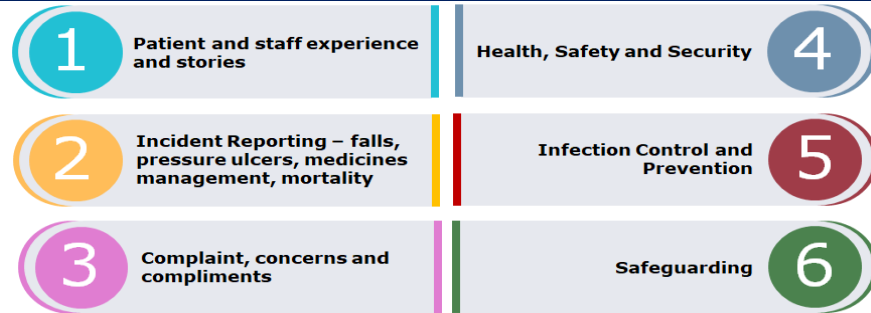 1
Patient and staff experience
and stories
2
Incident Reporting – falls,
pressure ulcers, medicines
management, mortality
3
Complaint, concerns and
compliments
Health, Safety and Security
4
Infection Control and
Prevention
5
Safeguarding
6